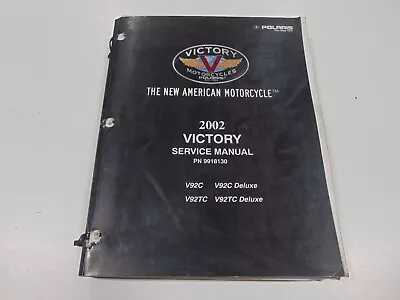 POLARIS
VICTORY
V
MOTORCYCLES
POLARIS
THE NEW AMERICAN MOTORCYCLE™
2002
VICTORY
SERVICE MANUAL
PN 9918130
V92C V92C Deluxe
V92TC V92TC Deluxe